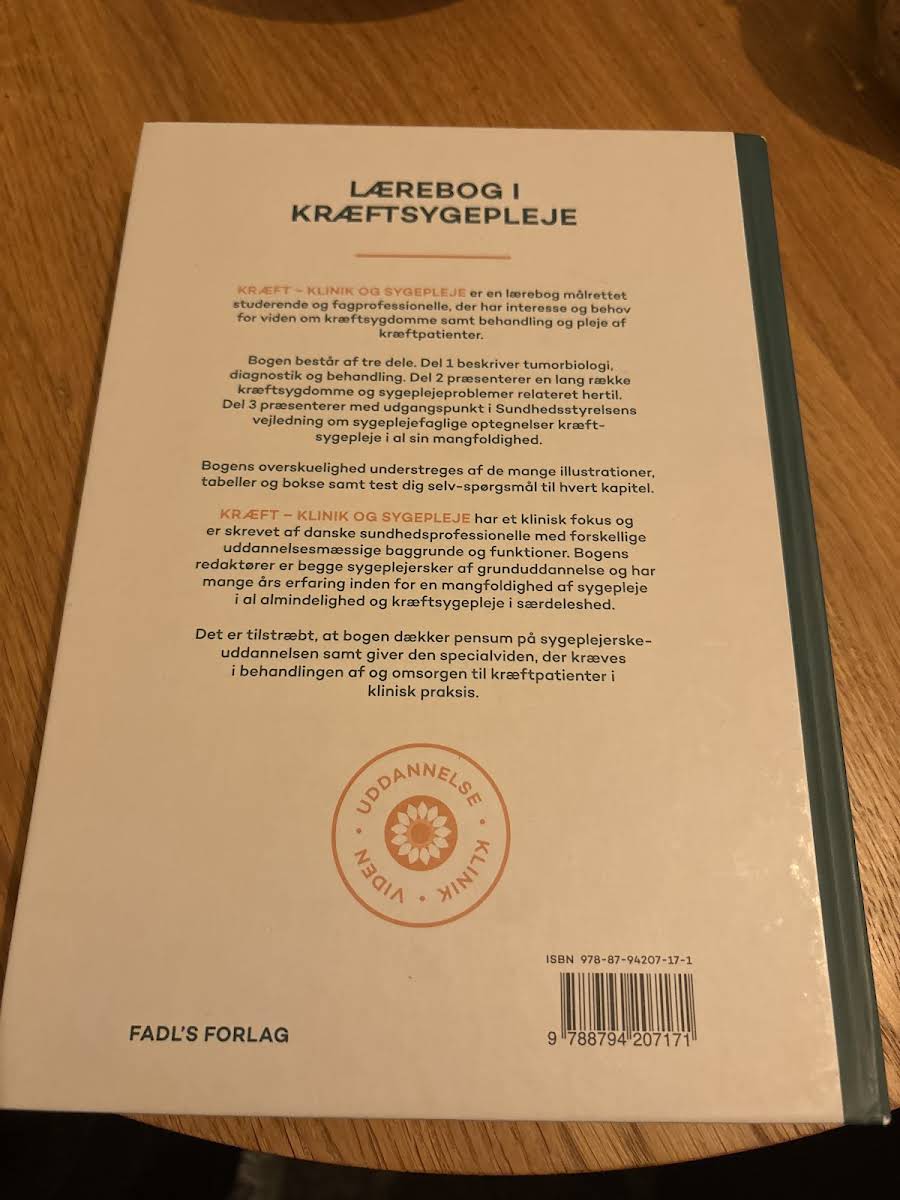 LÆREBOG I
KRÆFTSYGEPLEJE
KRÆFT – KLINIK OG SYGEPLEJE er en lærebog målrettet
studerende og fagprofessionelle, der har interesse og behov
for viden om kræftsygdomme samt behandling og pleje af
kræftpatienter.
Bogen består af tre dele. Del 1 beskriver tumorbiologi,
diagnostik og behandling. Del 2 præsenterer en lang række
kræftsygdomme og sygeplejeproblemer relateret hertil.
Del 3 præsenterer med udgangspunkt i Sundhedsstyrelsens
vejledning om sygeplejefaglige optegnelser kræft-
sygepleje i al sin mangfoldighed.
Bogens overskuelighed understreges af de mange illustrationer,
tabeller og bokse samt test dig selv-spørgsmål til hvert kapitel.
KRÆFT – KLINIK OG SYGEPLEJE har et klinisk fokus og
er skrevet af danske sundhedsprofessionelle med forskellige
uddannelsesmæssige baggrunde og funktioner. Bogens
redaktører er begge sygeplejersker af grunduddannelse og har
mange års erfaring inden for en mangfoldighed af sygepleje
i al almindelighed og kræftsygepleje i særdeleshed.
Det er tilstræbt, at bogen dækker pensum på sygeplejerske-
uddannelsen samt giver den specialviden, der kræves
i behandlingen af og omsorgen til kræftpatienter i
klinisk praksis.
UDDANNELSE • KLINIK • VIDEN •
ISBN 978-87-94207-17-1
9 788794 207171
FADL'S FORLAG